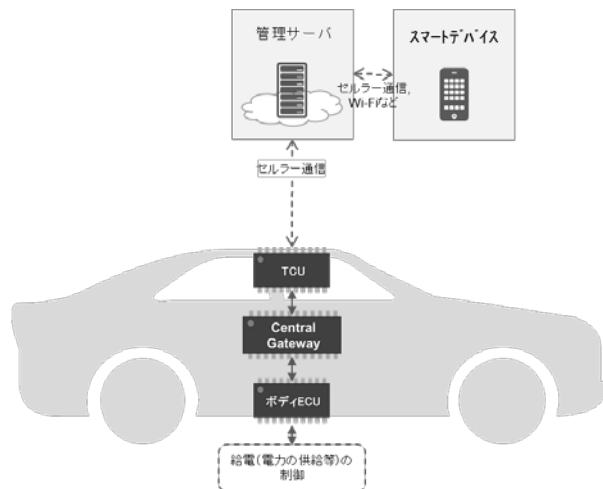 管理サーバ
スマートデバイス
セルラー通信,
Wi-Fiなど
セルラー通信
TCU
Central
Gateway
ボディECU
給電(電力の供給等)の
制御